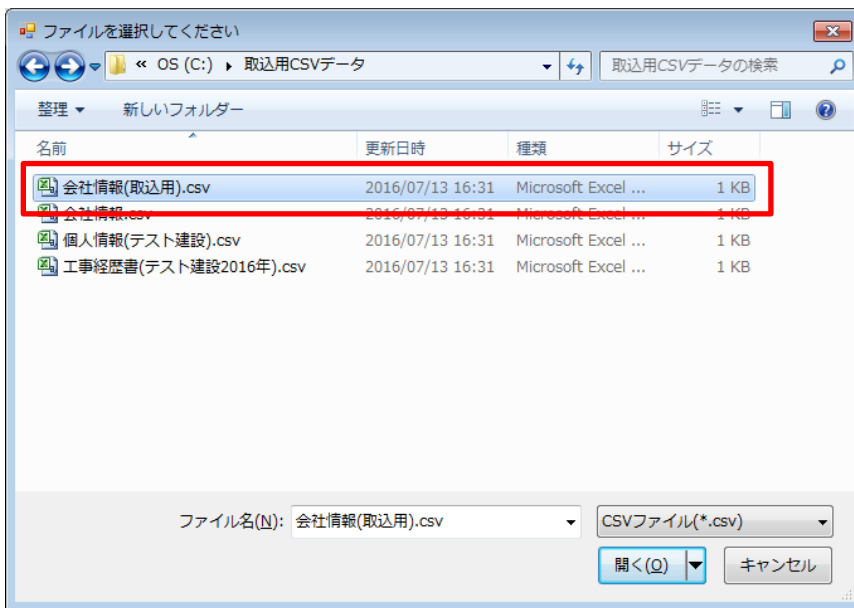 ファイルを選択してください
« OS (C:) ▸ 取込用CSVデータ
取込用CSVデータの検索
整理 新しいフォルダー
名前 更新日時 種類 サイズ
会社情報(取込用).csv 2016/07/13 16:31 Microsoft Excel ... 1 KB
会社情報.csv 2016/07/13 16:31 Microsoft Excel ... 1 KB
個人情報(テスト建設).csv 2016/07/13 16:31 Microsoft Excel ... 1 KB
工事経歴書(テスト建設2016年).csv 2016/07/13 16:31 Microsoft Excel ... 1 KB
ファイル名(N): 会社情報(取込用).csv CSVファイル(*.csv)
開く(O) キャンセル